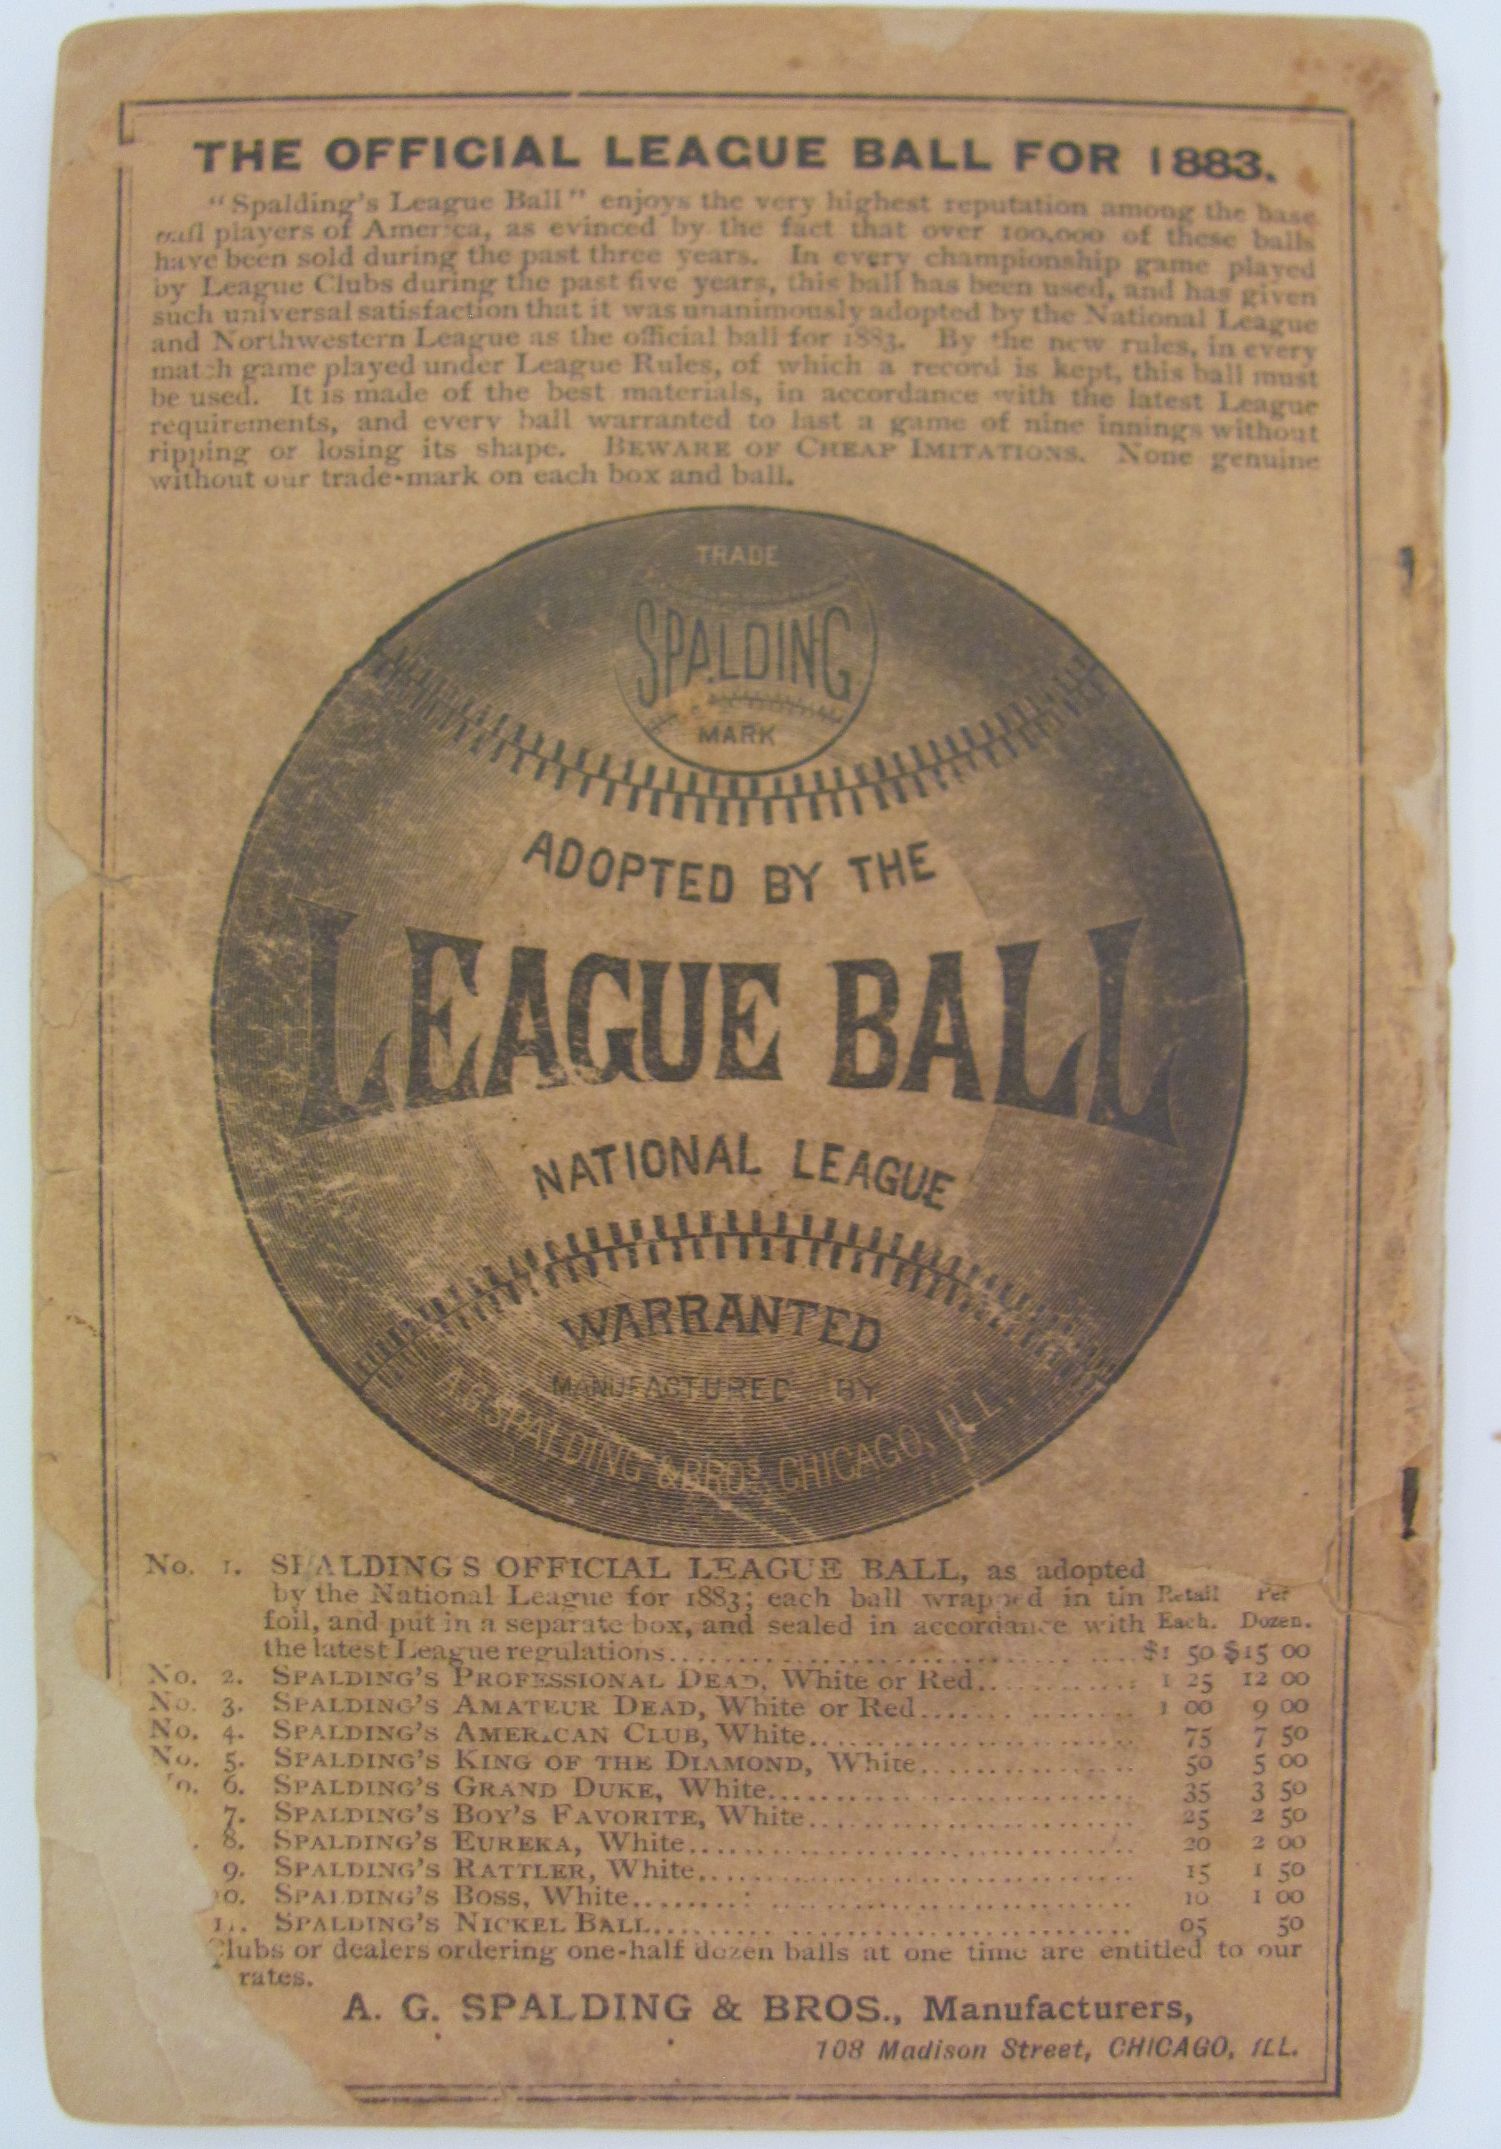 THE OFFICIAL LEAGUE BALL FOR 1883.
"Spalding's League Ball" enjoys the very highest reputation among the base
ball players of America, as evinced by the fact that over 100,000 of these balls
have been sold during the past three years. In every championship game played
by League Clubs during the past five years, this ball has been used, and has given
such universal satisfaction that it was unanimously adopted by the National League
and Northwestern League as the official ball for 1883. By the new rules, in every
match game played under League Rules, of which a record is kept, this ball must
be used. It is made of the best materials, in accordance with the latest League
requirements, and every ball warranted to last a game of nine innings without
ripping or losing its shape. BEWARE OF CHEAP IMITATIONS. None genuine
without our trade-mark on each box and ball.
TRADE
SPALDING
MARK
ADOPTED BY THE
LEAGUE BALL
NATIONAL LEAGUE
WARRANTED
MANUFACTURED BY
A.G. SPALDING & BROS. CHICAGO, ILL.
No. 1. SPALDING'S OFFICIAL LEAGUE BALL, as adopted
by the National League for 1883; each ball wrapped in tin Retail Per
foil, and put in a separate box, and sealed in accordance with Each. Dozen.
the latest League regulations.................................$1 50 $15 00
No. 2. SPALDING'S PROFESSIONAL DEAD, White or Red............ 1 25 12 00
No. 3. SPALDING'S AMATEUR DEAD, White or Red................ 1 00 9 00
No. 4. SPALDING'S AMERICAN CLUB, White........................ 75 7 50
No. 5. SPALDING'S KING OF THE DIAMOND, White................ 50 5 00
No. 6. SPALDING'S GRAND DUKE, White........................... 35 3 50
7. SPALDING'S BOY'S FAVORITE, White........................ 25 2 50
8. SPALDING'S EUREKA, White................................. 20 2 00
9. SPALDING'S RATTLER, White................................ 15 1 50
10. SPALDING'S BOSS, White.................................... 10 1 00
11. SPALDING'S NICKEL BALL.................................... 05 50
Clubs or dealers ordering one-half dozen balls at one time are entitled to our
rates.
A. G. SPALDING & BROS., Manufacturers,
108 Madison Street, CHICAGO, ILL.